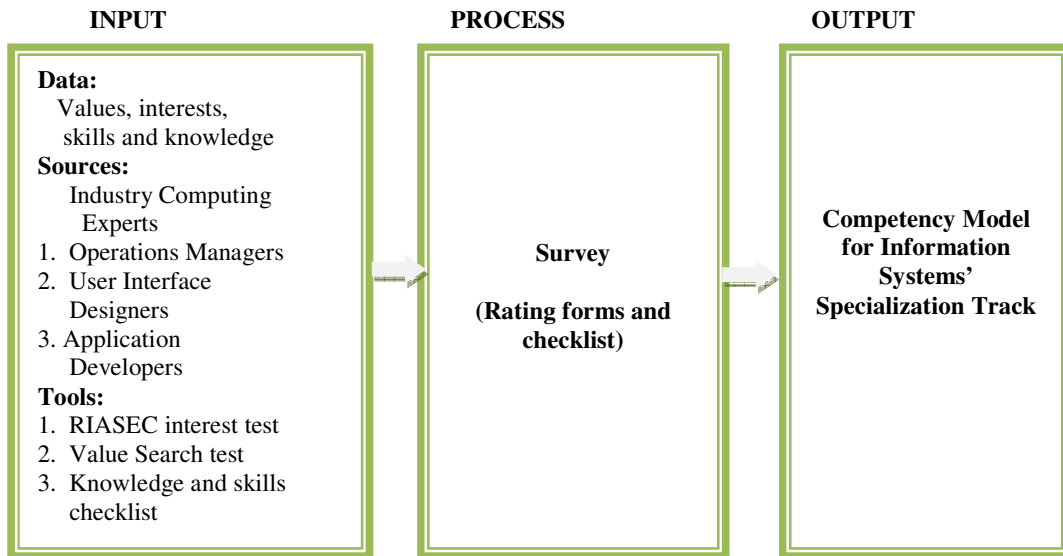 INPUT
PROCESS
OUTPUT
Data:
Values, interests,
skills and knowledge
Sources:
Industry Computing
Experts
1. Operations Managers
2. User Interface
Designers
3. Application
Developers
Tools:
1. RIASEC interest test
2. Value Search test
3. Knowledge and skills
checklist
Survey
(Rating forms and
checklist)
Competency Model
for Information
Systems’
Specialization Track